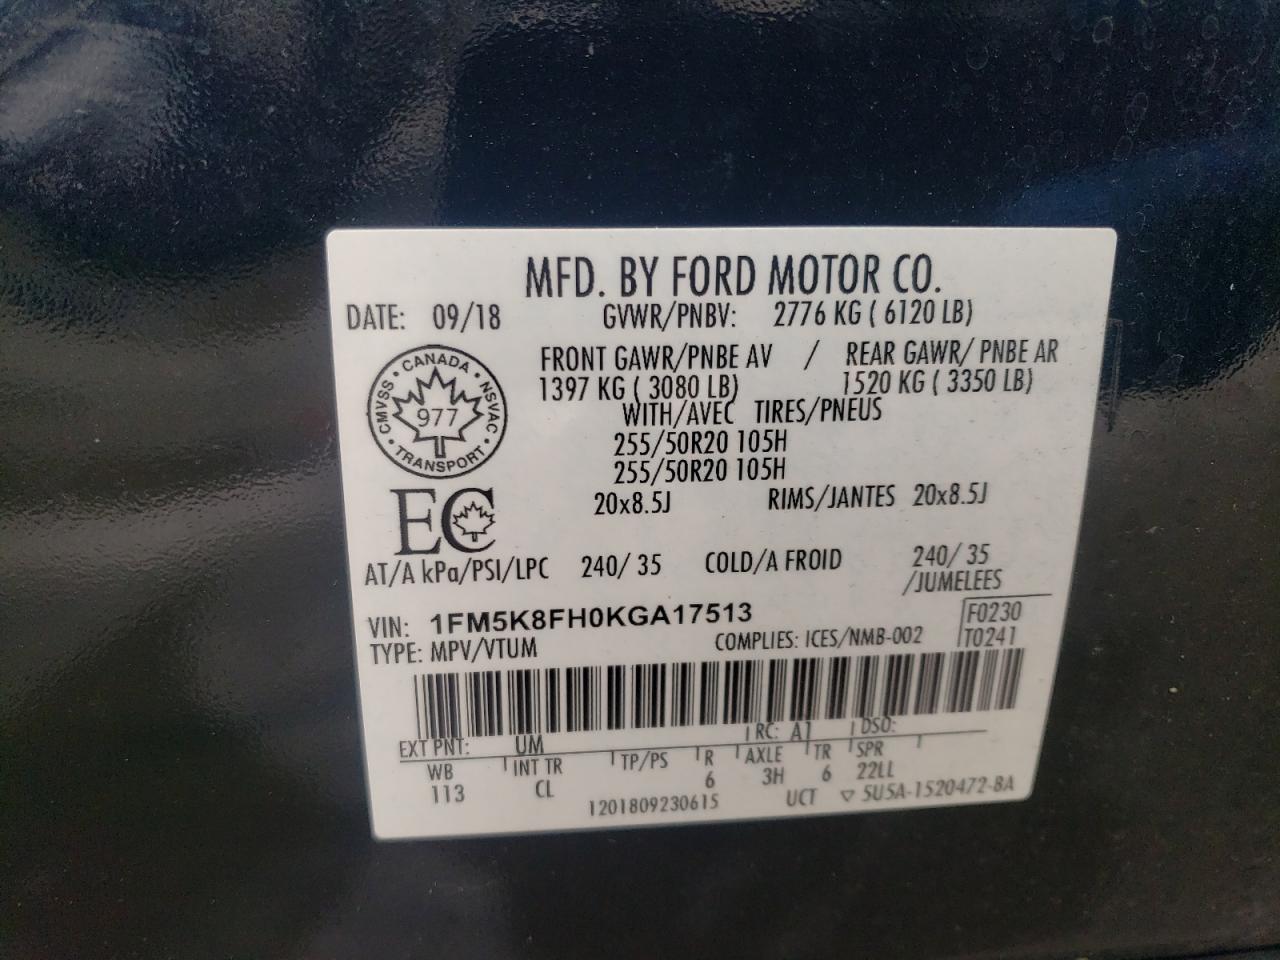 MFD. BY FORD MOTOR CO.
DATE: 09/18 GVWR/PNBV: 2776 KG ( 6120 LB)
FRONT GAWR/PNBE AV / REAR GAWR/ PNBE AR
1397 KG ( 3080 LB) 1520 KG ( 3350 LB)
WITH/AVEC TIRES/PNEUS
255/50R20 105H
255/50R20 105H
20x8.5J RIMS/JANTES 20x8.5J
CANADA · NSVAC · TRANSPORT · CMVSS
977
EC
AT/A kPa/PSI/LPC 240/ 35 COLD/A FROID 240/ 35
/JUMELEES
VIN: 1FM5K8FH0KGA17513 F0230
TYPE: MPV/VTUM COMPLIES: ICES/NMB-002 T0241
EXT PNT: UM RC: A1 DSO:
WB INT TR TP/PS R AXLE TR SPR
113 CL 6 3H 6 22LL
1201809230615 UCT ▽ 5U5A-1520472-BA